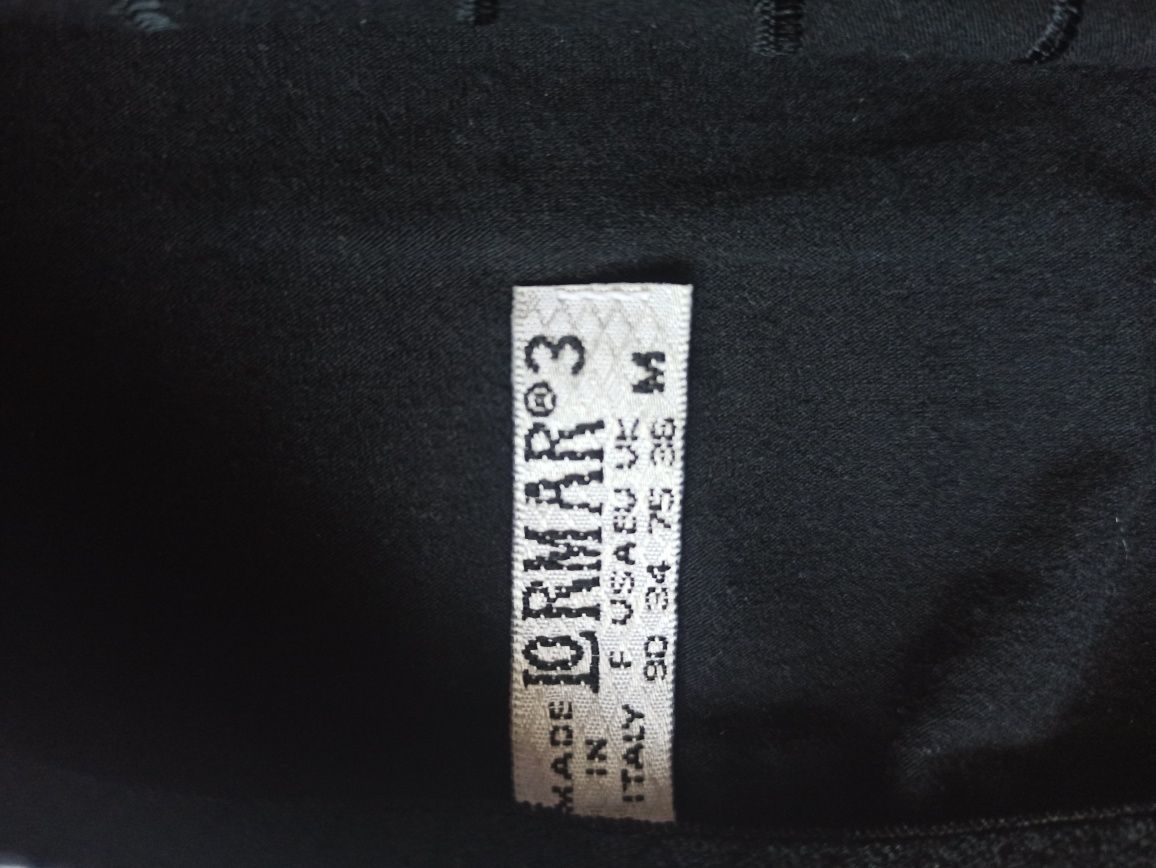 MADE
IN
ITALY
LORMAR® 3
F USA EU UK M
90 34 75 36